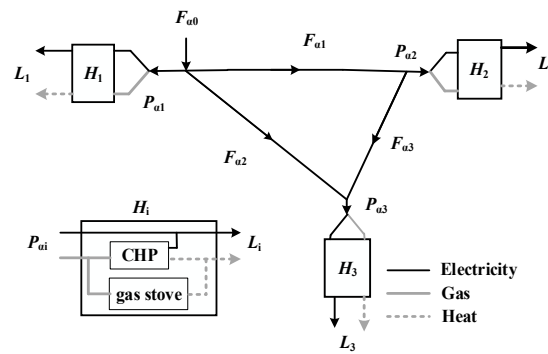 Fα0
Fα1
Pα2
L1
H1
H2
L
Pα1
Fα2
Fα3
Pα3
Hi
Pαi
CHP
Li
gas stove
H3
L3
Electricity
Gas
Heat